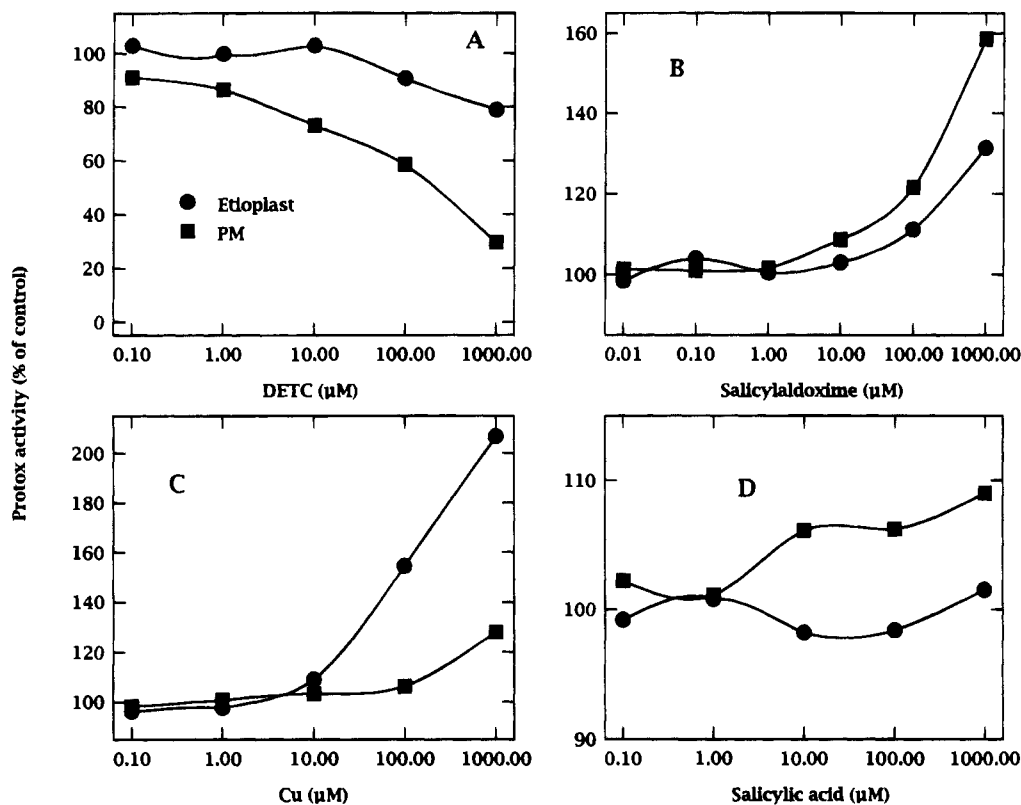 Protox activity (% of control)
A
100
80
60
40
20
0
Etioplast
PM
0.10 1.00 10.00 100.00 1000.00
DETC (µM)
B
160
140
120
100
0.01 0.10 1.00 10.00 100.00 1000.00
Salicylaldoxime (µM)
C
200
180
160
140
120
100
0.10 1.00 10.00 100.00 1000.00
Cu (µM)
D
110
100
90
0.10 1.00 10.00 100.00 1000.00
Salicylic acid (µM)